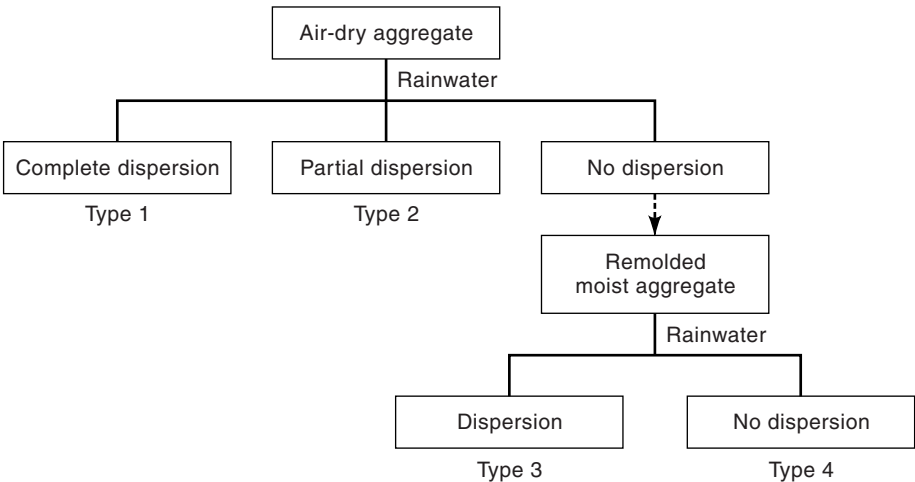 Air-dry aggregate
Rainwater
Complete dispersion
Partial dispersion
No dispersion
Type 1
Type 2
Remolded
moist aggregate
Rainwater
Dispersion
No dispersion
Type 3
Type 4